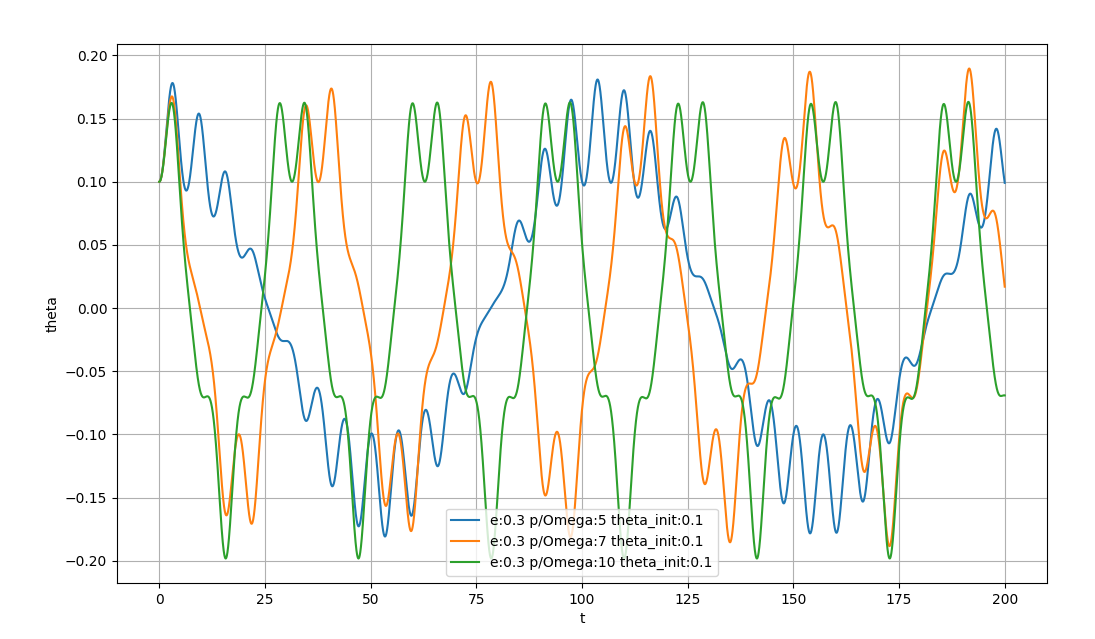 0.20
0.15
0.10
0.05
0.00
−0.05
−0.10
−0.15
−0.20
theta
0 25 50 75 100 125 150 175 200
t
e:0.3 p/Omega:5 theta_init:0.1
e:0.3 p/Omega:7 theta_init:0.1
e:0.3 p/Omega:10 theta_init:0.1